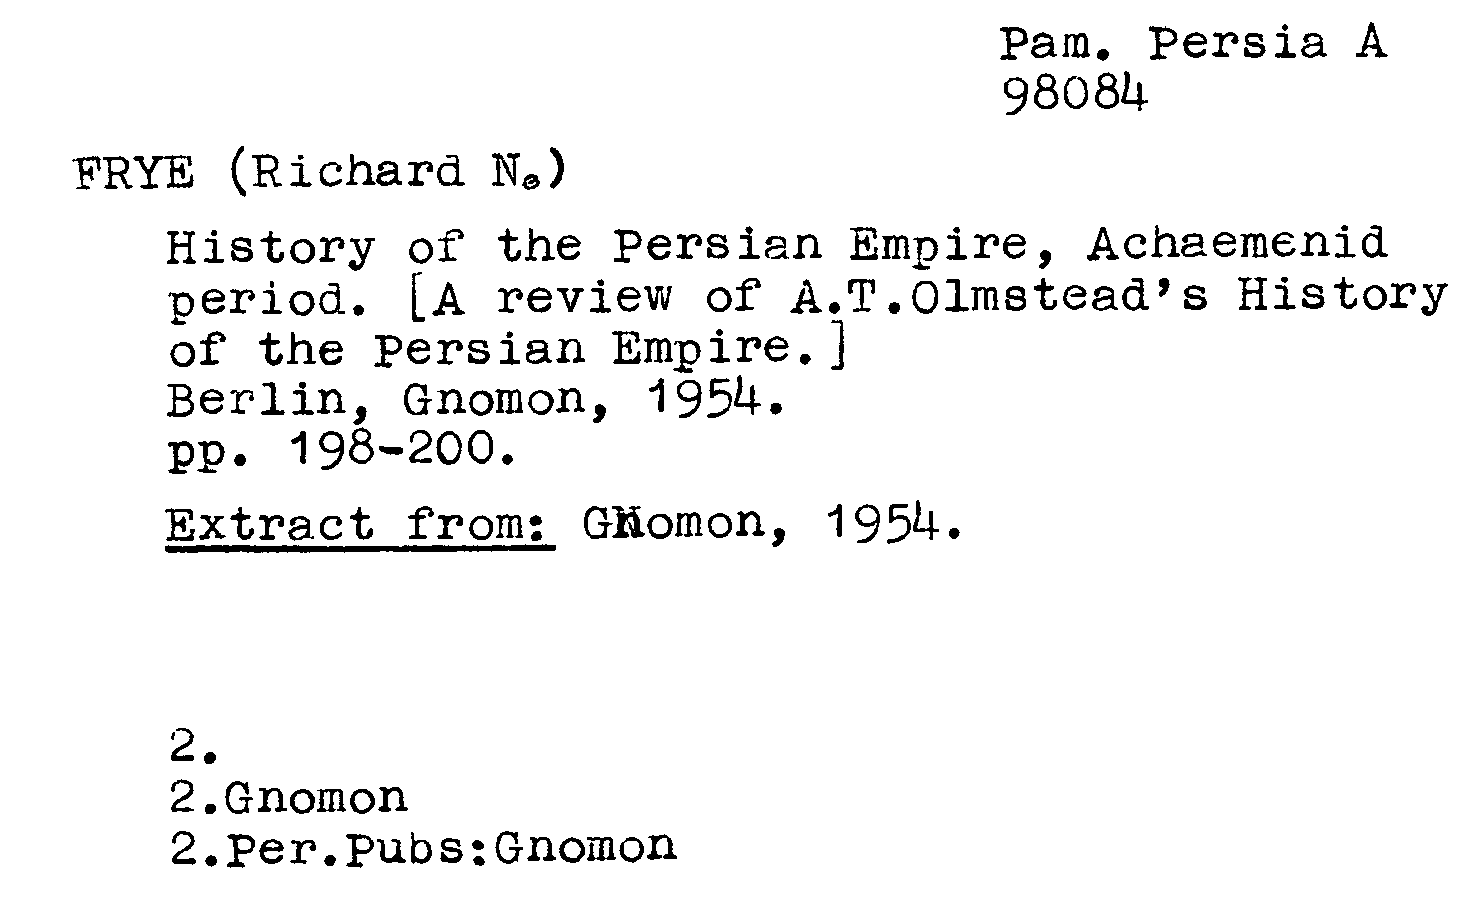 Pam. Persia A
98084
FRYE (Richard N.)
History of the Persian Empire, Achaemenid
period. [A review of A.T.Olmstead's History
of the Persian Empire.]
Berlin, Gnomon, 1954.
pp. 198-200.
Extract from: Gnomon, 1954.
2.
2.Gnomon
2.Per.Pubs:Gnomon